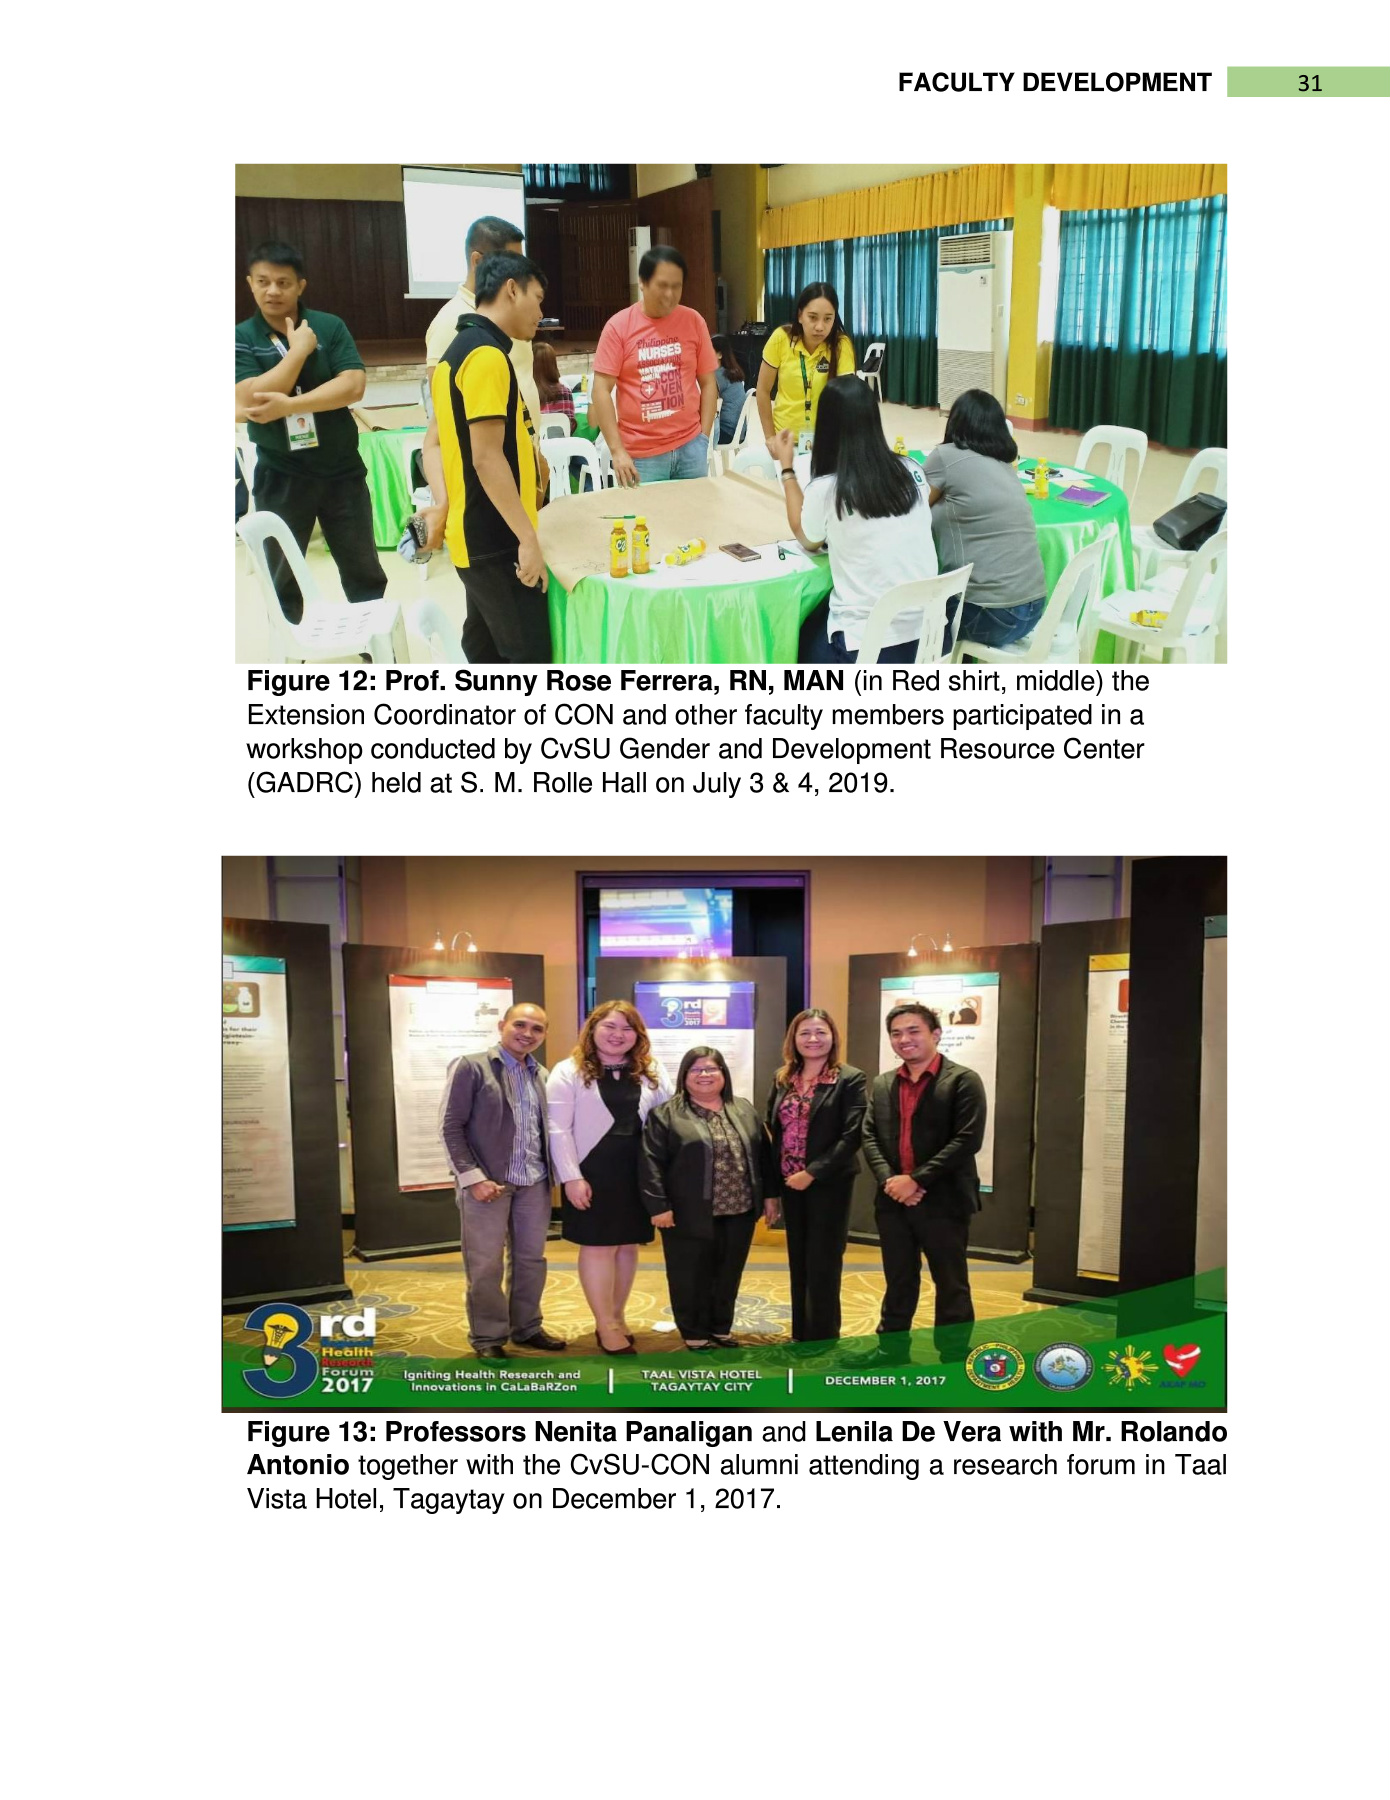 FACULTY DEVELOPMENT 31
Philippine
NURSES
NATIONAL
CON
VEN
TION
G
Figure 12: Prof. Sunny Rose Ferrera, RN, MAN (in Red shirt, middle) the
Extension Coordinator of CON and other faculty members participated in a
workshop conducted by CvSU Gender and Development Resource Center
(GADRC) held at S. M. Rolle Hall on July 3 & 4, 2019.
3rd
2017
3rd
Health
Research
Forum
2017
Igniting Health Research and
Innovations in CaLaBaRZon
TAAL VISTA HOTEL
TAGAYTAY CITY
DECEMBER 1, 2017
Figure 13: Professors Nenita Panaligan and Lenila De Vera with Mr. Rolando
Antonio together with the CvSU-CON alumni attending a research forum in Taal
Vista Hotel, Tagaytay on December 1, 2017.